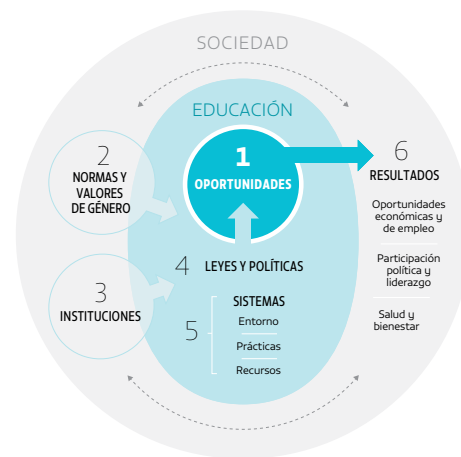 SOCIEDAD
EDUCACIÓN
1
OPORTUNIDADES
2
NORMAS Y
VALORES
DE GÉNERO
3
INSTITUCIONES
4 LEYES Y POLÍTICAS
5
SISTEMAS
Entorno
Prácticas
Recursos
6
RESULTADOS
Oportunidades
económicas y
de empleo
Participación
política y
liderazgo
Salud y
bienestar